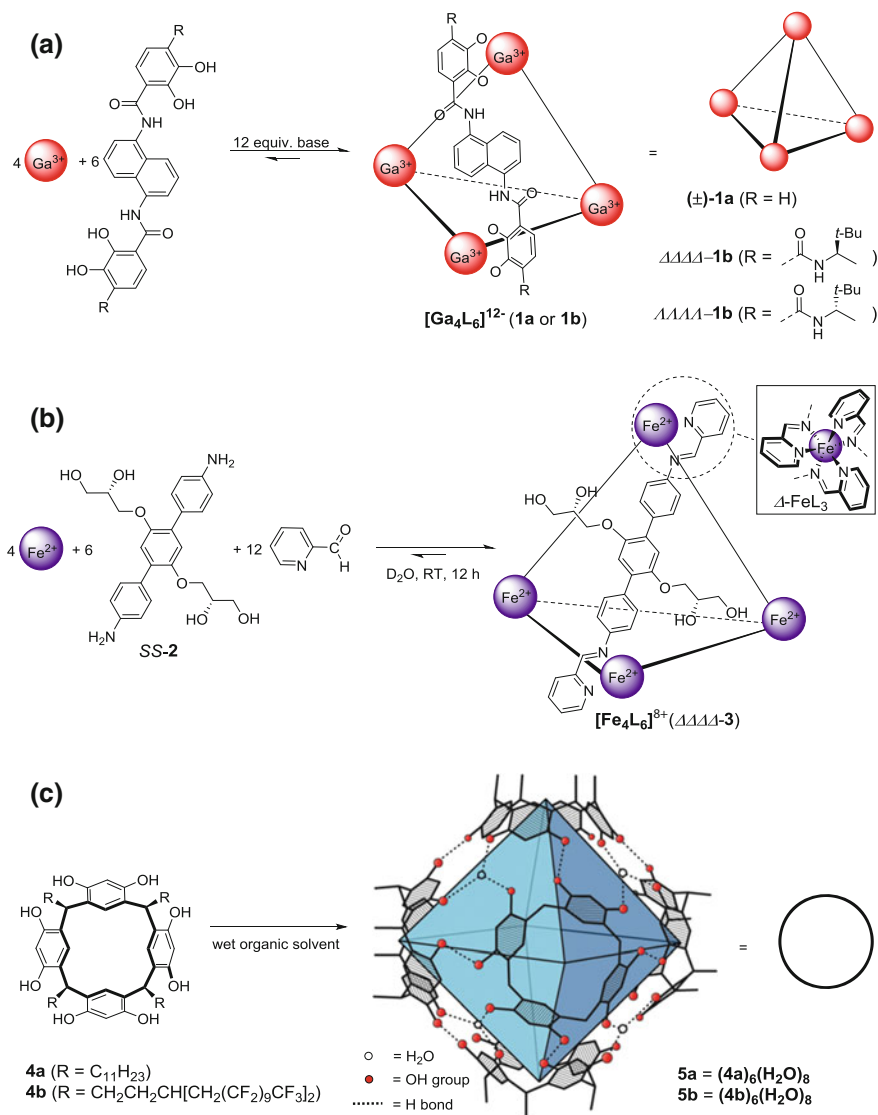 (a)
R
OH
OH
O
NH
4 Ga³⁺ + 6
HN
O
OH
HO
R
12 equiv. base
R
O
O
Ga³⁺
O
NH
Ga³⁺
HN
O
Ga³⁺
O
O
Ga³⁺
R
[Ga₄L₆]¹²⁻ (1a or 1b)
=
(±)-1a (R = H)
ΔΔΔΔ–1b (R = O N H t-Bu )
ΛΛΛΛ–1b (R = O N H t-Bu )
(b)
NH₂
OH
HO
O
4 Fe²⁺ + 6
+ 12
N
O
H
O
OH
OH
H₂N
SS-2
D₂O, RT, 12 h
Fe²⁺
N
N
OH
HO
O
Fe²⁺
O
OH
HO
Fe²⁺
N
Fe²⁺
N
[Fe₄L₆]⁸⁺ (ΔΔΔΔ-3)
N
N
N
Fe
N
N
N
Δ-FeL₃
(c)
HO
OH
R
R
HO
OH
HO
OH
R
R
HO
OH
4a (R = C₁₁H₂₃)
4b (R = CH₂CH₂CH[CH₂(CF₂)₉CF₃]₂)
wet organic solvent
=
= H₂O
= OH group
= H bond
5a = (4a)₆(H₂O)₈
5b = (4b)₆(H₂O)₈